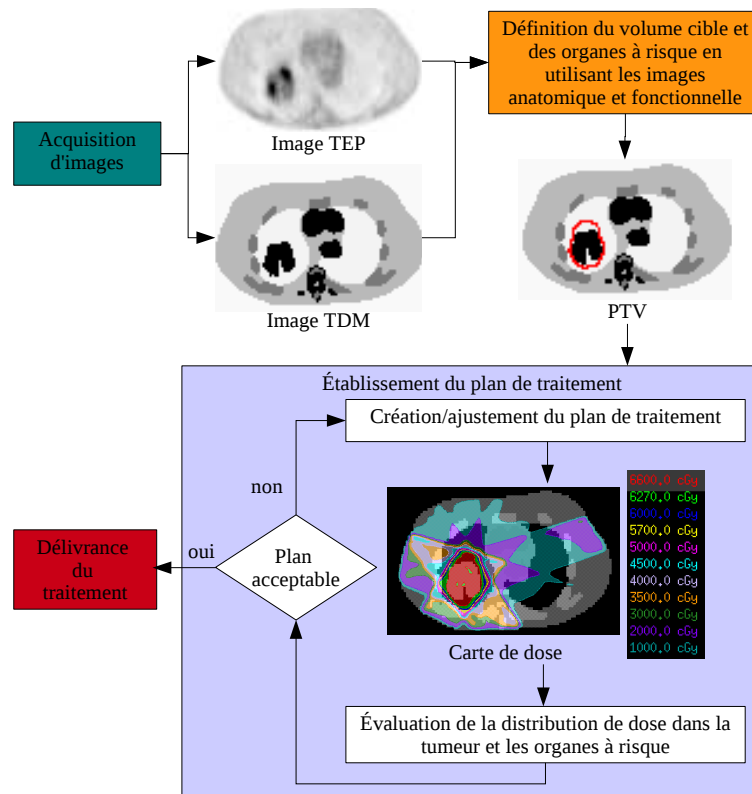 Acquisition
d'images
Image TEP
Image TDM
Définition du volume cible et
des organes à risque en
utilisant les images
anatomique et fonctionnelle
PTV
Établissement du plan de traitement
Création/ajustement du plan de traitement
6600.0 cGy
6270.0 cGy
6000.0 cGy
5700.0 cGy
5000.0 cGy
4500.0 cGy
4000.0 cGy
3500.0 cGy
3000.0 cGy
2000.0 cGy
1000.0 cGy
Carte de dose
Évaluation de la distribution de dose dans la
tumeur et les organes à risque
Plan
acceptable
non
oui
Délivrance
du
traitement